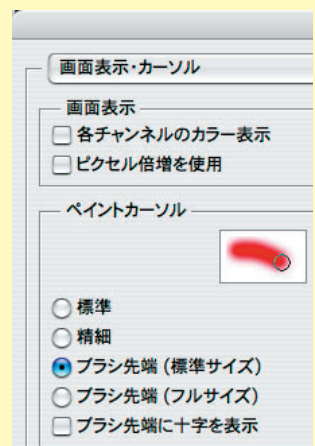 画面表示・カーソル
画面表示
各チャンネルのカラー表示
ピクセル倍増を使用
ペイントカーソル
標準
精細
ブラシ先端 (標準サイズ)
ブラシ先端 (フルサイズ)
ブラシ先端に十字を表示